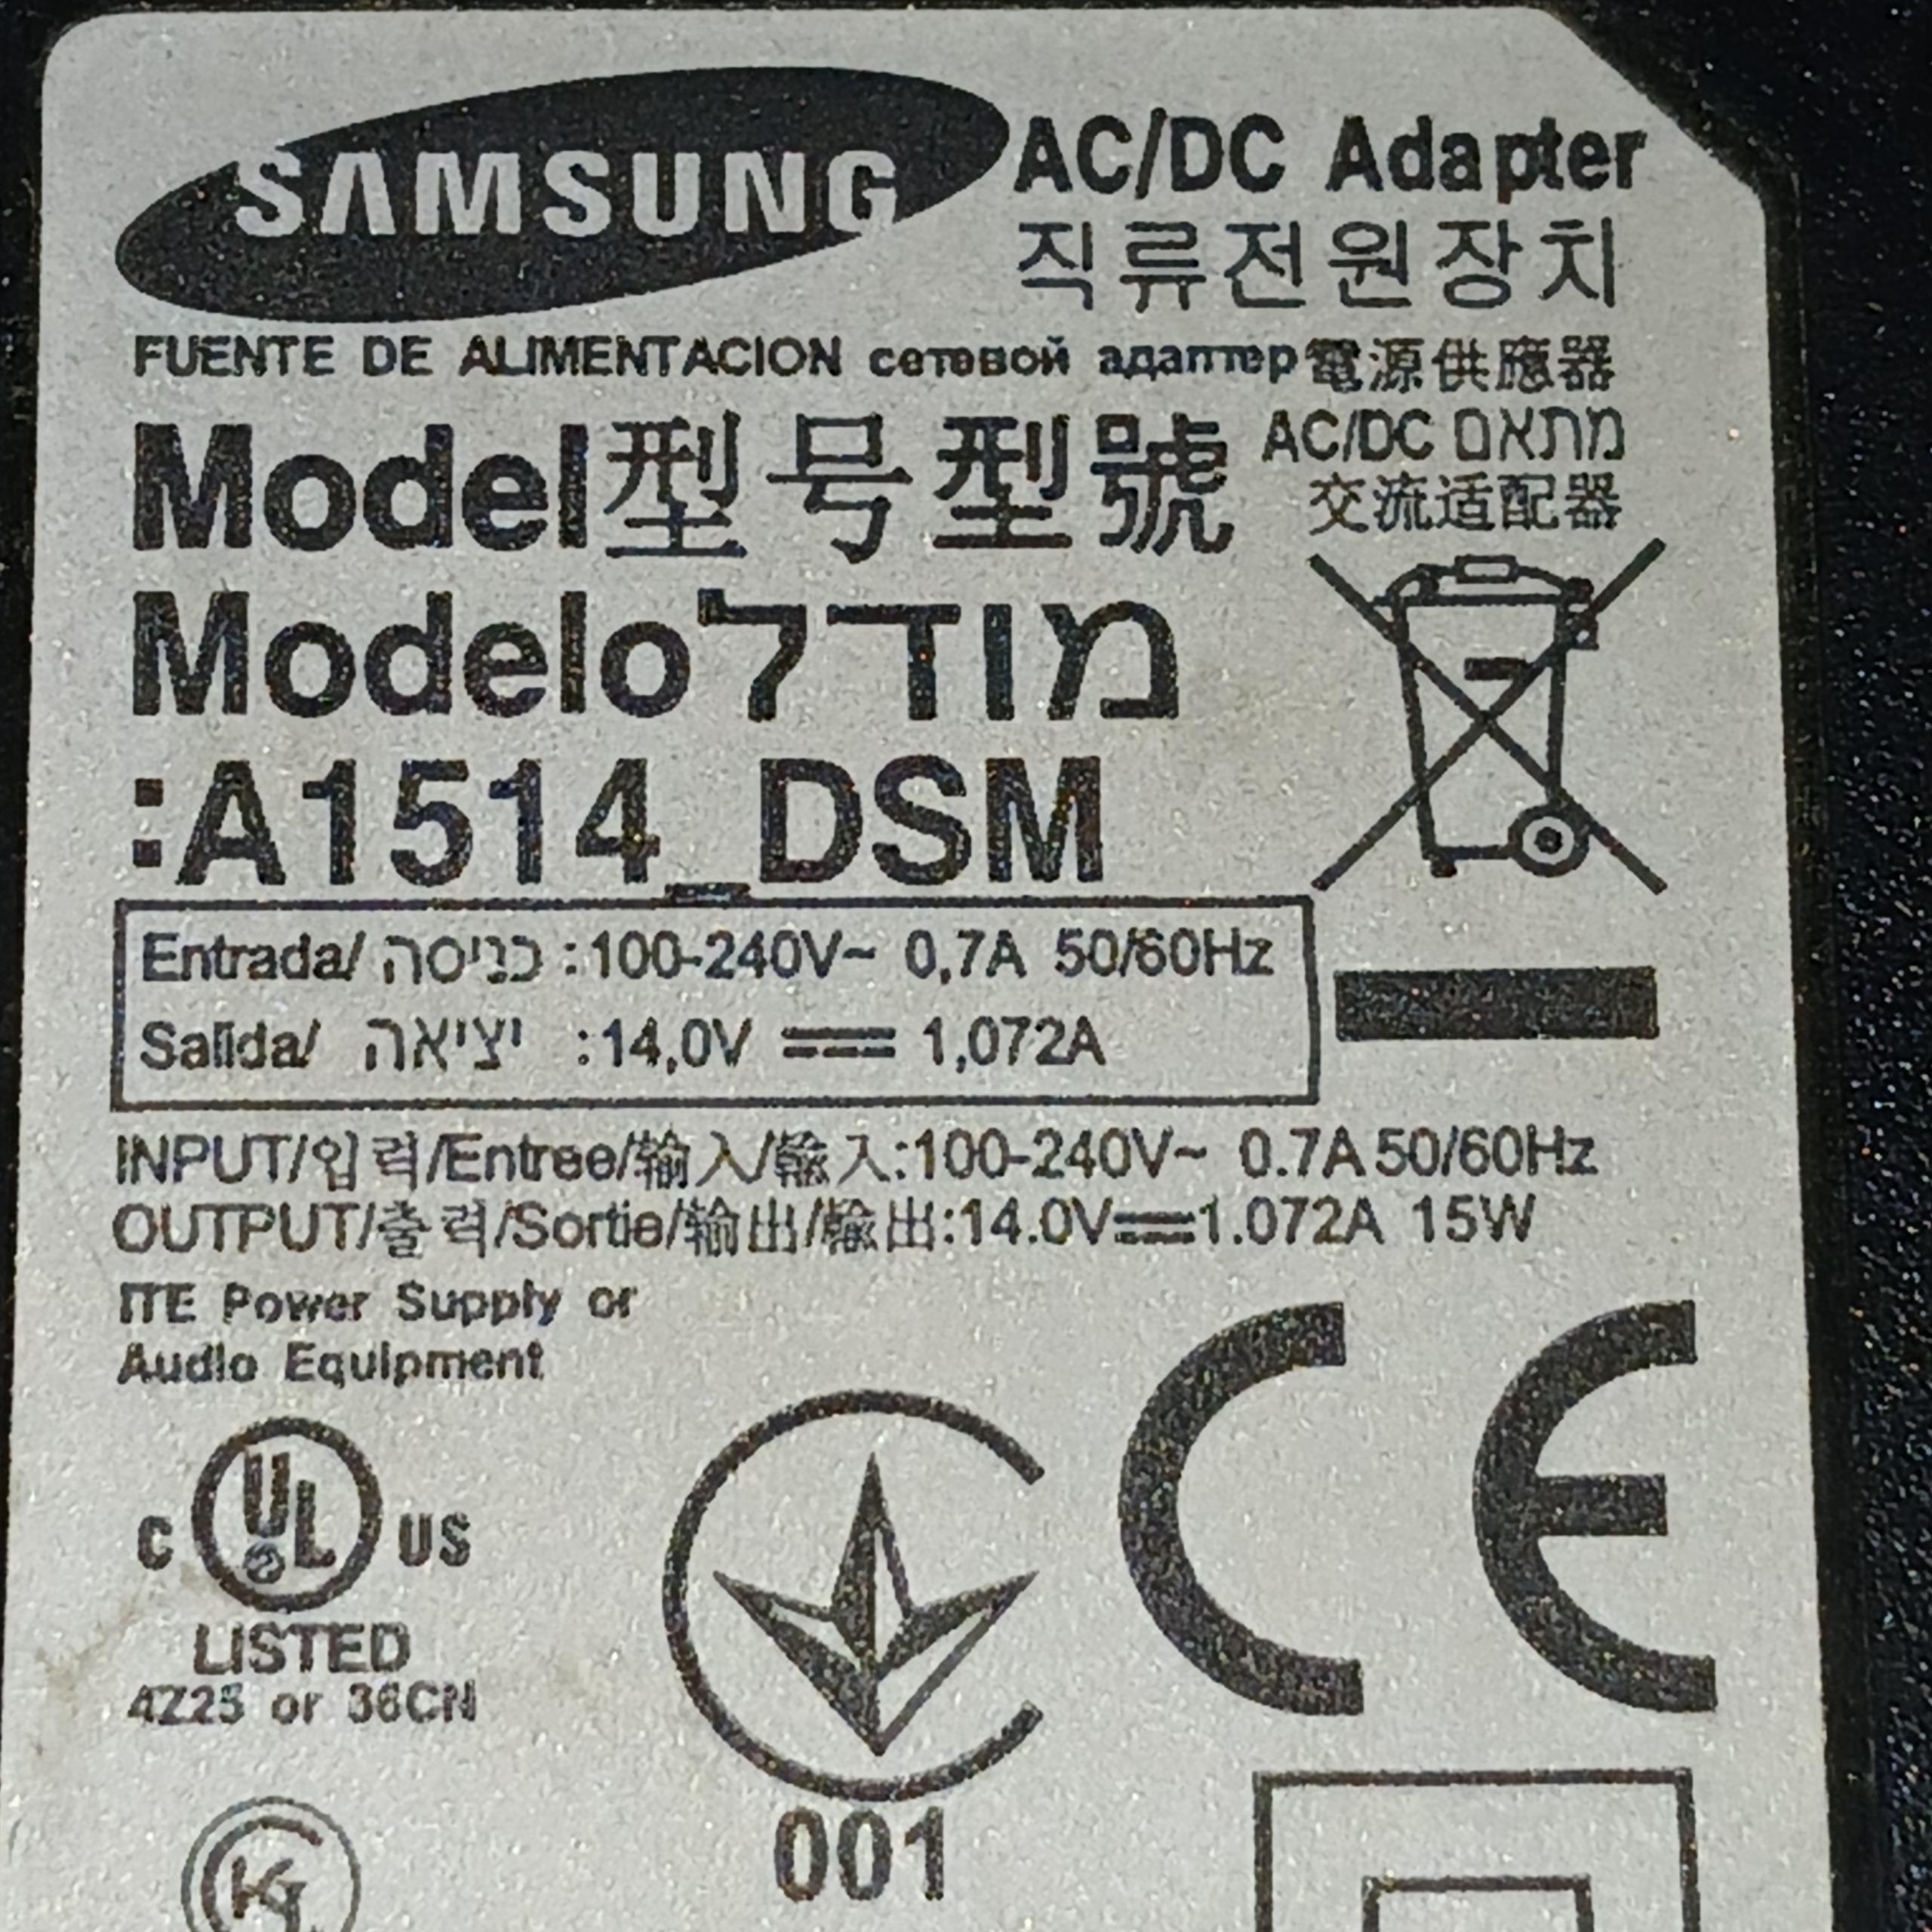 SAMSUNG AC/DC Adapter
직류전원장치
FUENTE DE ALIMENTACION сетевой адаптер電源供應器
Model型号型號 AC/DC מתאם
交流适配器
Modeloמודל
:A1514_DSM
Entrada/ כניסה :100-240V~ 0,7A 50/60Hz
Salida/ יציאה :14,0V ⎓ 1,072A
INPUT/입력/Entree/输入/輸入:100-240V~ 0.7A 50/60Hz
OUTPUT/출력/Sortie/输出/輸出:14.0V⎓1.072A 15W
ITE Power Supply or
Audio Equipment
C UL US
LISTED
4Z25 or 36CN
CE
001